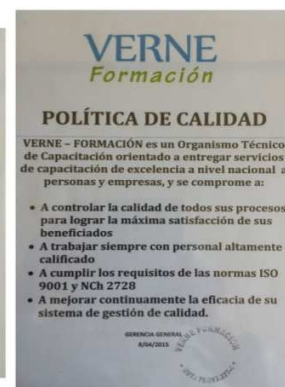 VERNE
Formación
POLÍTICA DE CALIDAD
VERNE – FORMACIÓN es un Organismo Técnico
de Capacitación orientado a entregar servicios
de capacitación de excelencia a nivel nacional a
personas y empresas, y se comprome a:
• A controlar la calidad de todos sus procesos
para lograr la máxima satisfacción de sus
beneficiados
• A trabajar siempre con personal altamente
calificado
• A cumplir los requisitos de las normas ISO
9001 y NCh 2728
• A mejorar continuamente la eficacia de su
sistema de gestión de calidad.
GERENCIA GENERAL
8/04/2015
VERNE FORMACIÓN